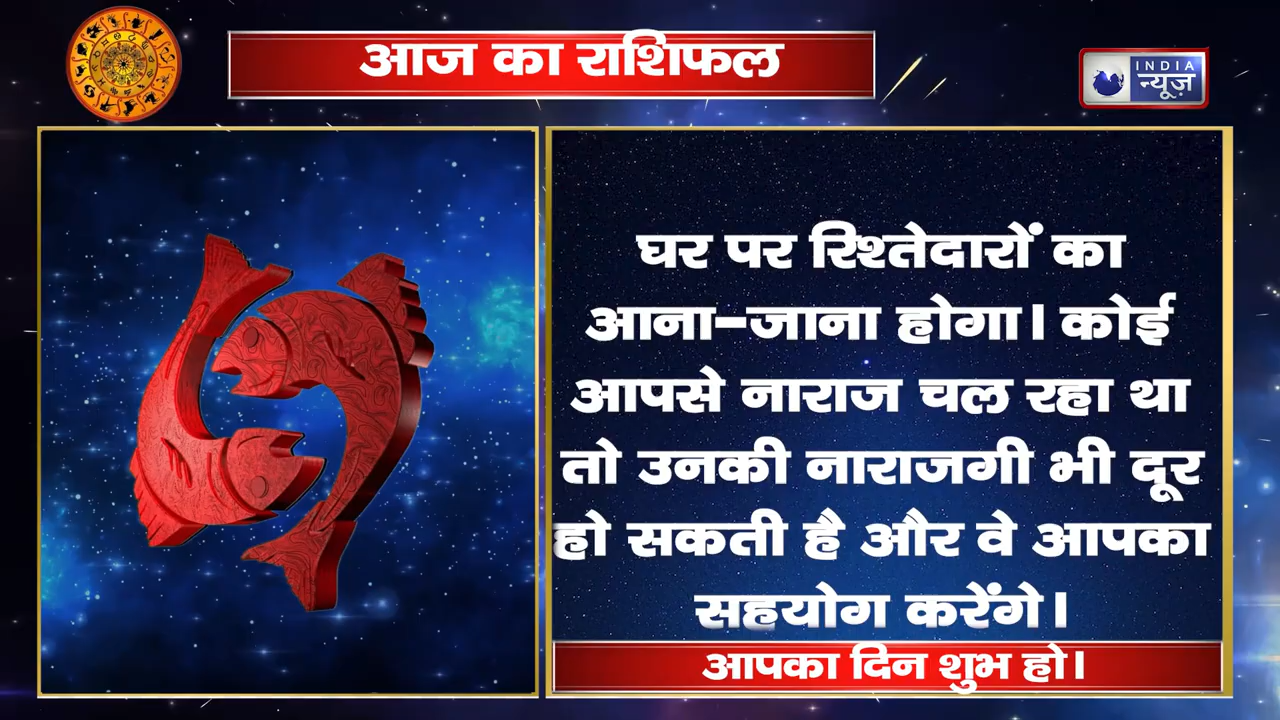 आज का राशिफल
INDIA
न्यूज़
घर पर रिश्तेदारों का
आना-जाना होगा। कोई
आपसे नाराज चल रहा था
तो उनकी नाराजगी भी दूर
हो सकती है और वे आपका
सहयोग करेंगे।
आपका दिन शुभ हो।